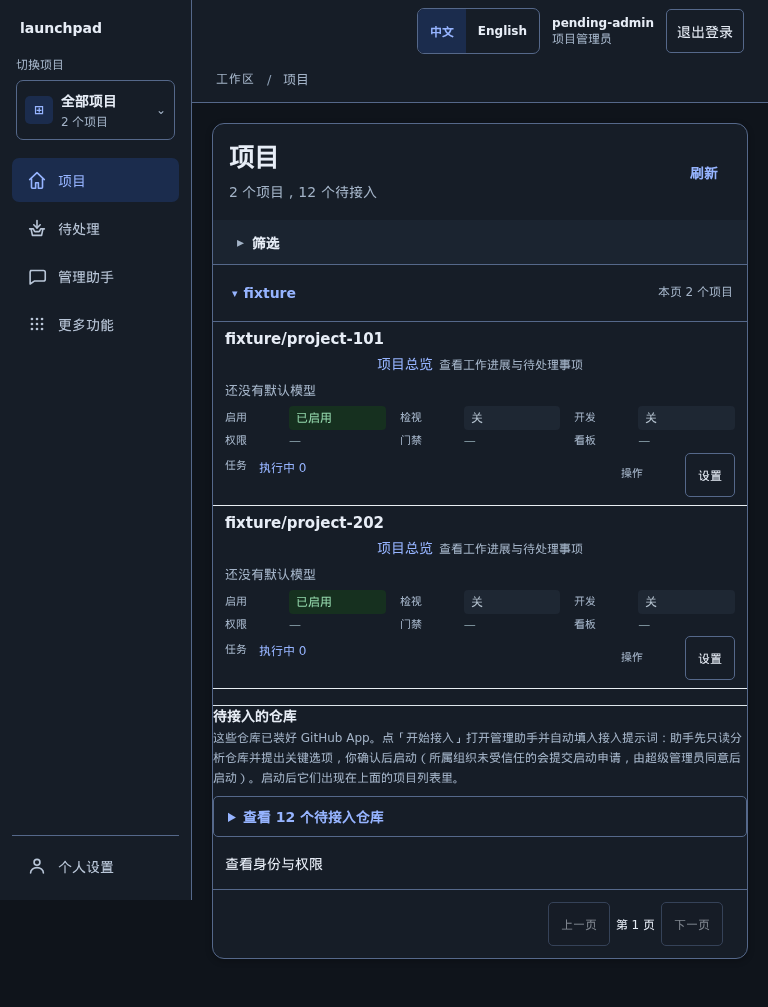 launchpad
切换项目
全部项目
2 个项目
项目
待处理
管理助手
更多功能
个人设置
中文 English
pending-admin
项目管理员
退出登录
工作区 / 项目
项目
2 个项目，12 个待接入
刷新
筛选
fixture
本页 2 个项目
fixture/project-101
项目总览 查看工作进展与待处理事项
还没有默认模型
启用 已启用 检视 关 开发 关
权限 — 门禁 — 看板 —
任务 执行中 0 操作 设置
fixture/project-202
项目总览 查看工作进展与待处理事项
还没有默认模型
启用 已启用 检视 关 开发 关
权限 — 门禁 — 看板 —
任务 执行中 0 操作 设置
待接入的仓库
这些仓库已装好 GitHub App。点「开始接入」打开管理助手并自动填入接入提示词：助手先只读分
析仓库并提出关键选项，你确认后启动（所属组织未受信任的会提交启动申请，由超级管理员同意后
启动）。启动后它们出现在上面的项目列表里。
查看 12 个待接入仓库
查看身份与权限
上一页 第 1 页 下一页